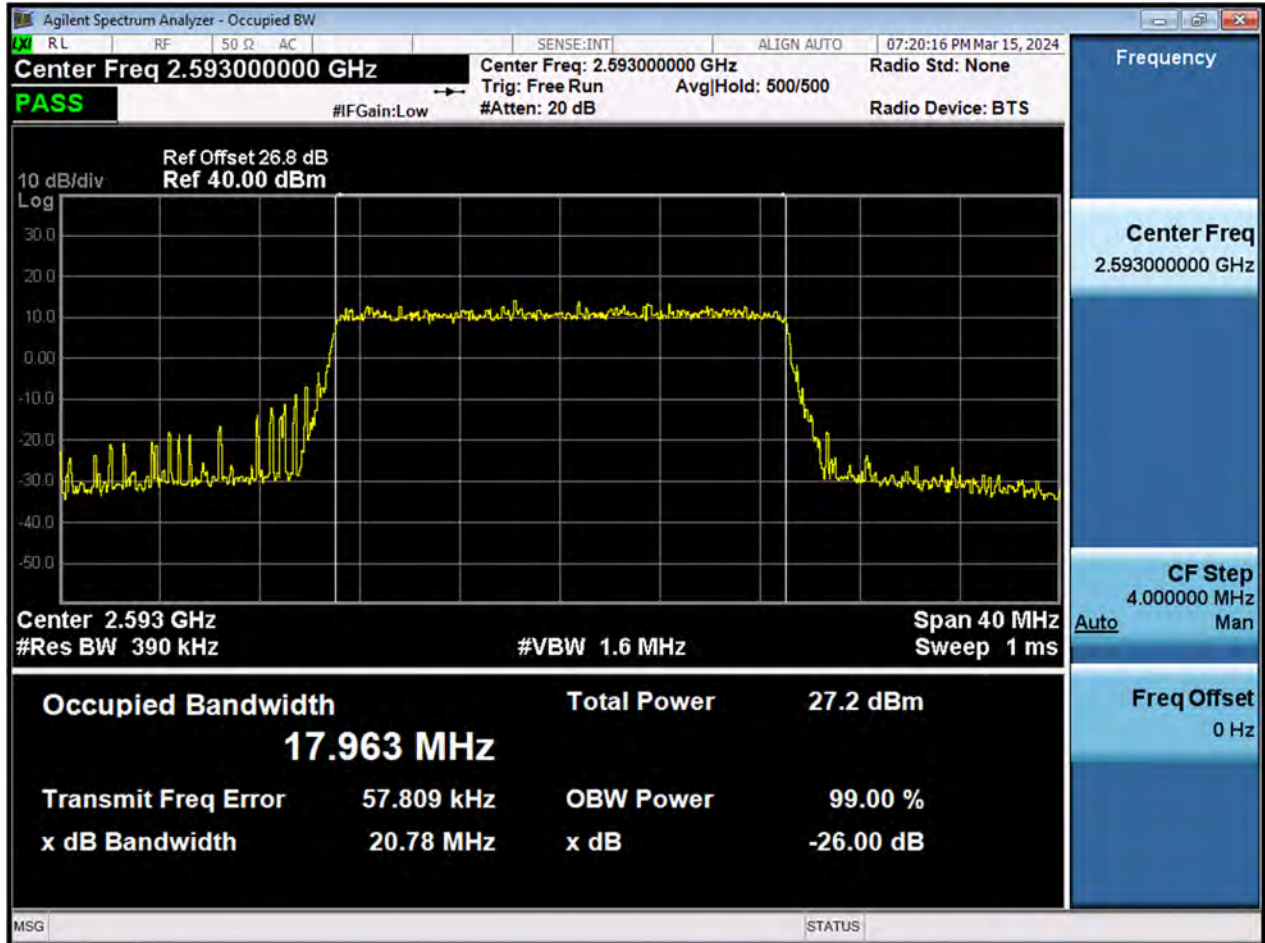 Agilent Spectrum Analyzer - Occupied BW
LXI RL RF 50 Ω AC SENSE:INT ALIGN AUTO 07:20:16 PM Mar 15, 2024
Center Freq 2.593000000 GHz
Center Freq: 2.593000000 GHz
Radio Std: None
Trig: Free Run Avg|Hold: 500/500
PASS
#IFGain:Low
#Atten: 20 dB
Radio Device: BTS
Ref Offset 26.8 dB
10 dB/div Ref 40.00 dBm
Log
30.0
20.0
10.0
0.00
-10.0
-20.0
-30.0
-40.0
-50.0
Center 2.593 GHz Span 40 MHz
#Res BW 390 kHz #VBW 1.6 MHz Sweep 1 ms
Occupied Bandwidth Total Power 27.2 dBm
17.963 MHz
Transmit Freq Error 57.809 kHz OBW Power 99.00 %
x dB Bandwidth 20.78 MHz x dB -26.00 dB
MSG STATUS
Frequency
Center Freq
2.593000000 GHz
CF Step
4.000000 MHz
Auto Man
Freq Offset
0 Hz